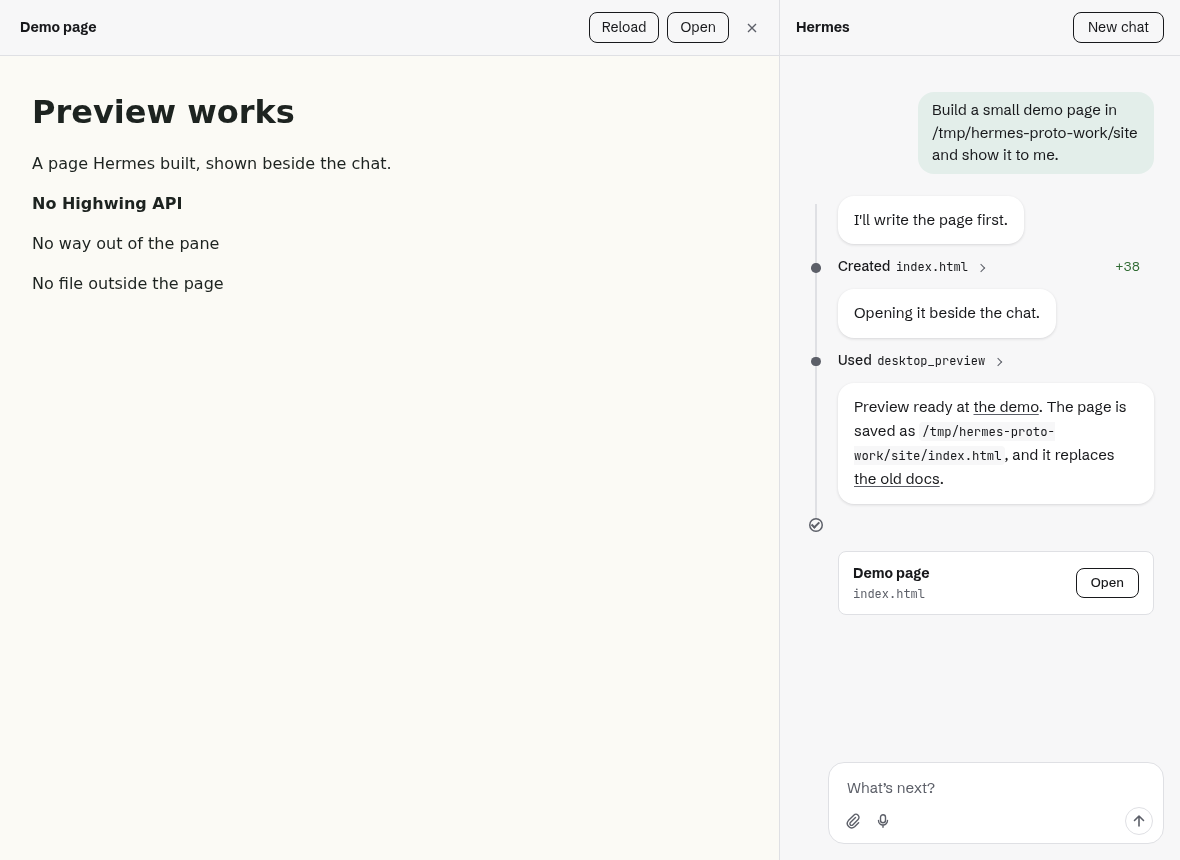 Demo page
Reload
Open
Preview works
A page Hermes built, shown beside the chat.
No Highwing API
No way out of the pane
No file outside the page
Hermes
New chat
Build a small demo page in
/tmp/hermes-proto-work/site
and show it to me.
I'll write the page first.
Created index.html
+38
Opening it beside the chat.
Used desktop_preview
Preview ready at the demo. The page is
saved as /tmp/hermes-proto-
work/site/index.html, and it replaces
the old docs.
Demo page
index.html
Open
What's next?